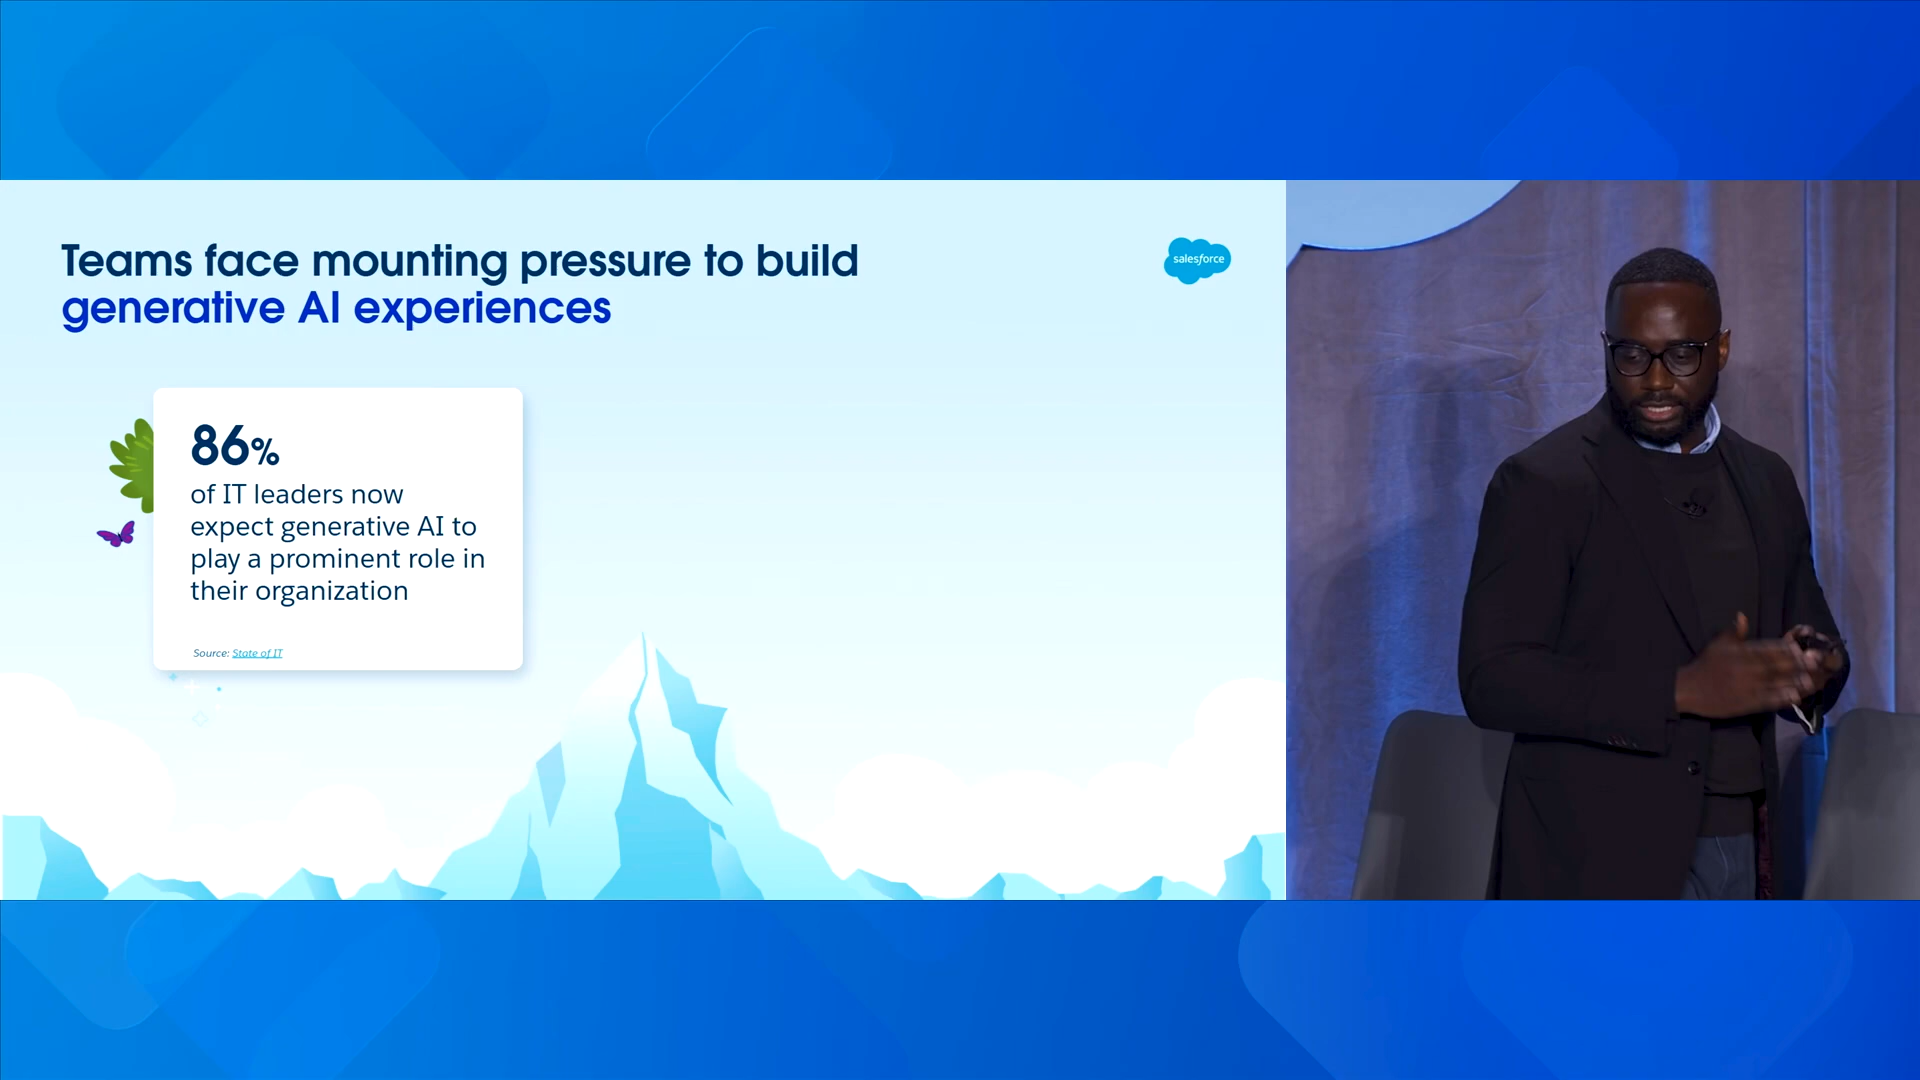 Teams face mounting pressure to build
generative AI experiences
salesforce
86%
of IT leaders now
expect generative AI to
play a prominent role in
their organization
Source: State of IT